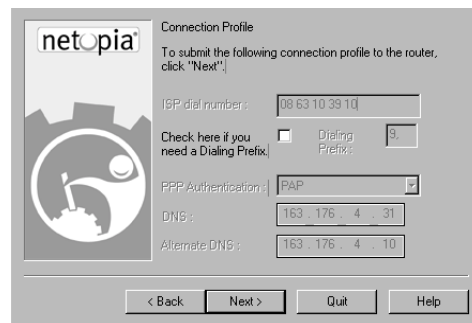 netopia
Connection Profile
To submit the following connection profile to the router,
click "Next".
ISP dial number : 08 63 10 39 10
Check here if you
need a Dialing Prefix.
Dialing
Prefix :
9,
PPP Authentication : PAP
DNS : 163 . 176 . 4 . 31
Alternate DNS : 163 . 176 . 4 . 10
< Back Next > Quit Help